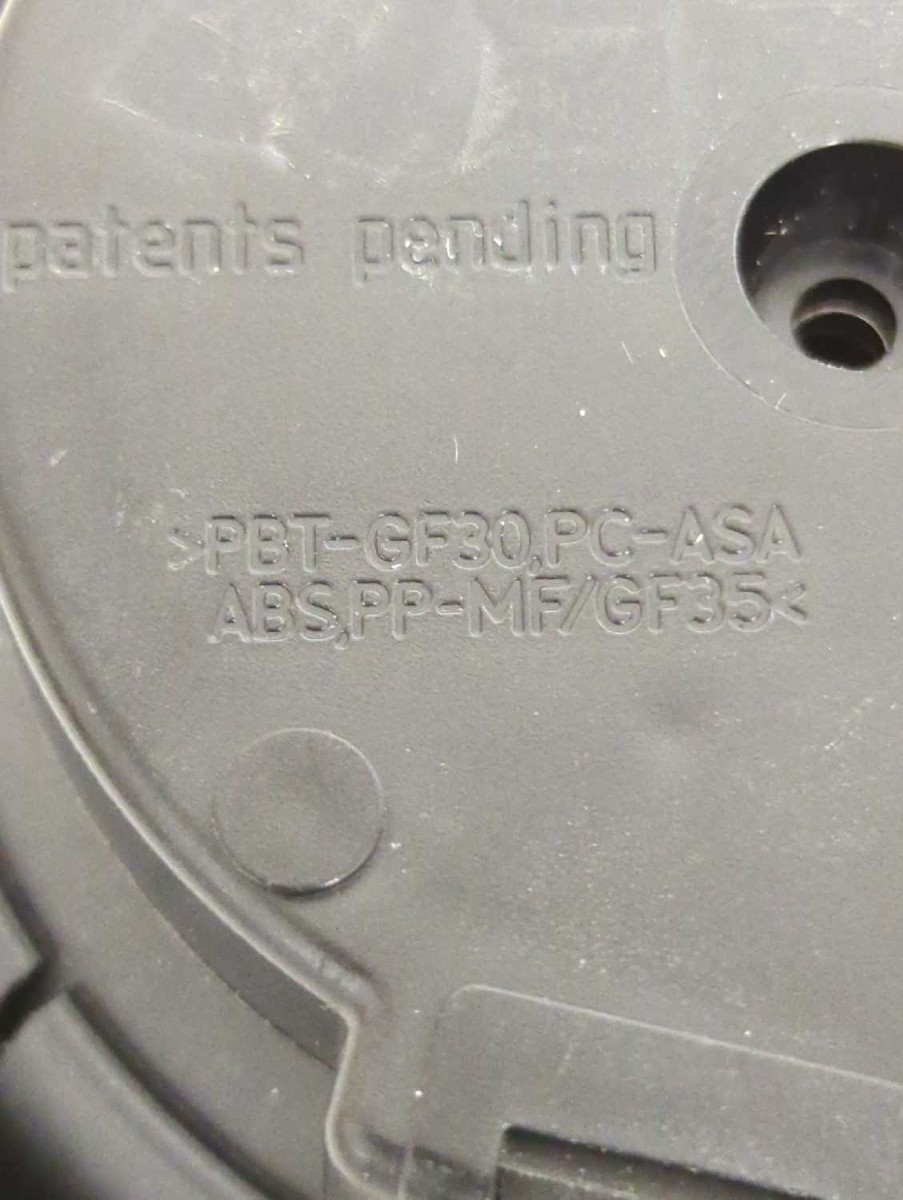 patents pending
>PBT-GF30,PC-ASA
ABS,PP-MF/GF35<